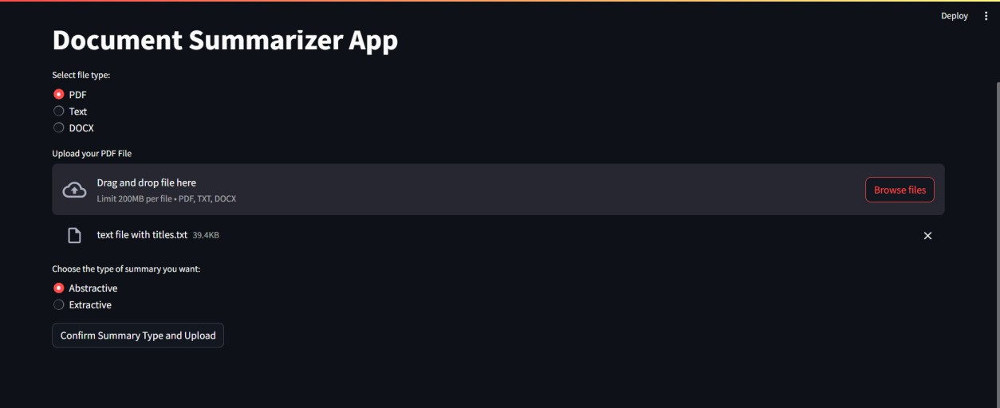 Deploy
Document Summarizer App
Select file type:
PDF
Text
DOCX
Upload your PDF File
Drag and drop file here
Limit 200MB per file • PDF, TXT, DOCX
Browse files
text file with titles.txt 39.4KB
Choose the type of summary you want:
Abstractive
Extractive
Confirm Summary Type and Upload